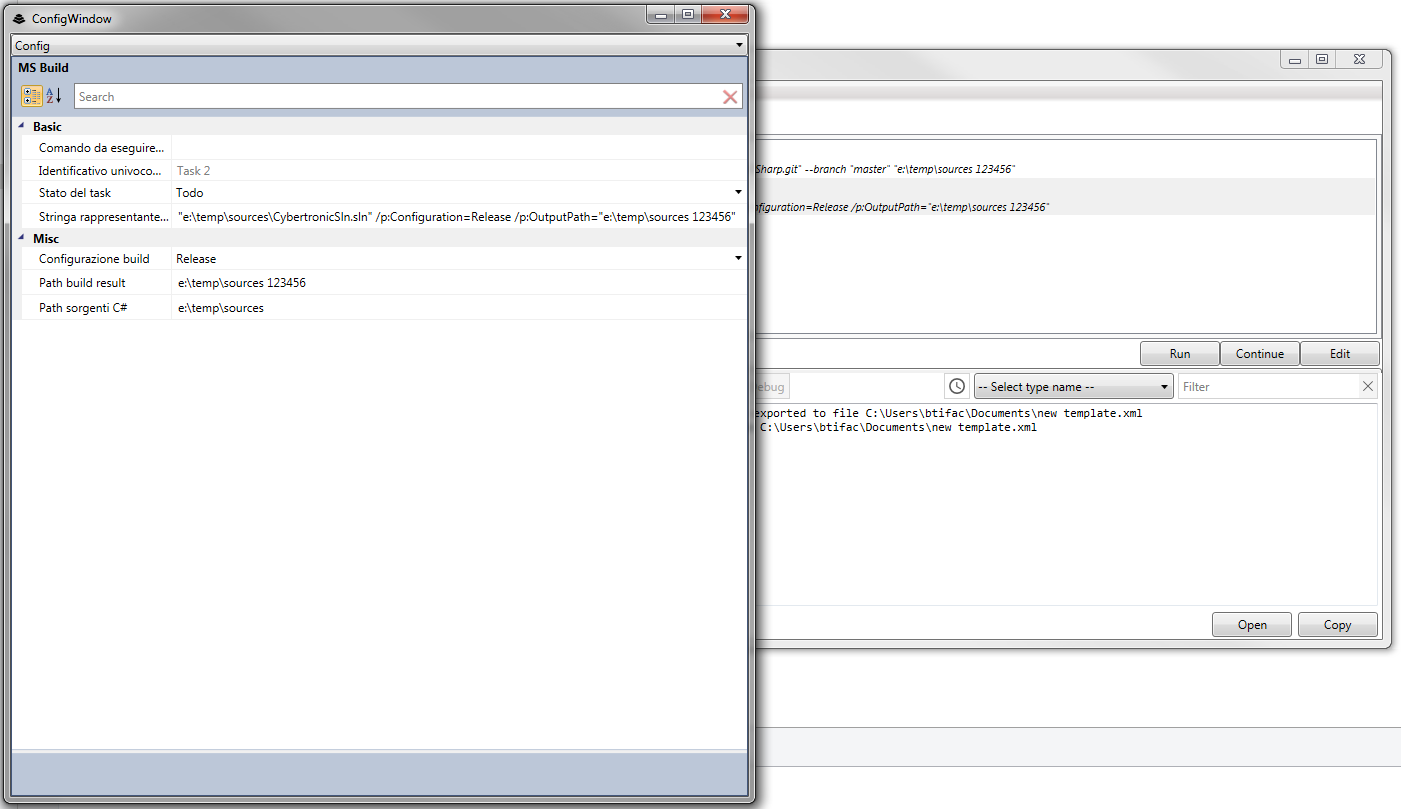 ConfigWindow
Config
MS Build
Search
Basic
Comando da eseguire...
Identificativo univoco... Task 2
Stato del task Todo
Stringa rappresentante... "e:\temp\sources\CybertronicSln.sln" /p:Configuration=Release /p:OutputPath="e:\temp\sources 123456"
Misc
Configurazione build Release
Path build result e:\temp\sources 123456
Path sorgenti C# e:\temp\sources
Sharp.git" --branch "master" "e:\temp\sources 123456"
nfiguration=Release /p:OutputPath="e:\temp\sources 123456"
Run Continue Edit
ebug -- Select type name -- Filter
exported to file C:\Users\btifac\Documents\new template.xml
C:\Users\btifac\Documents\new template.xml
Open Copy